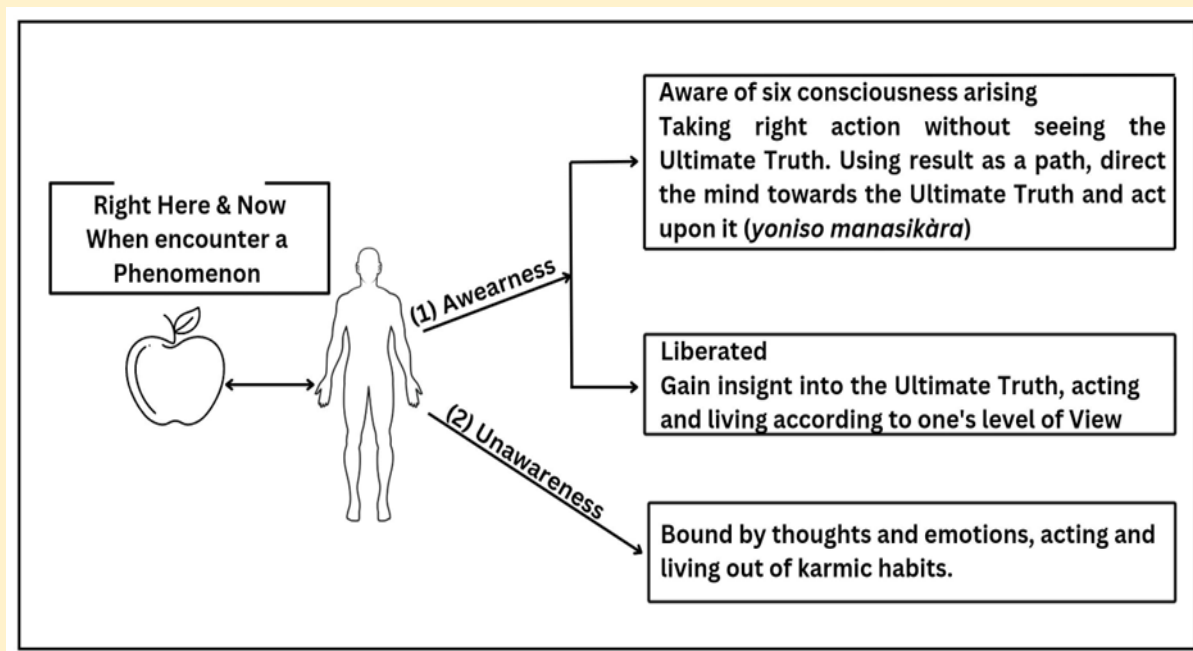 Right Here & Now
When encounter a
Phenomenon
(1) Awearness
(2) Unawareness
Aware of six consciousness arising
Taking right action without seeing the
Ultimate Truth. Using result as a path, direct
the mind towards the Ultimate Truth and act
upon it (yoniso manasikàra)
Liberated
Gain insignt into the Ultimate Truth, acting
and living according to one's level of View
Bound by thoughts and emotions, acting and
living out of karmic habits.